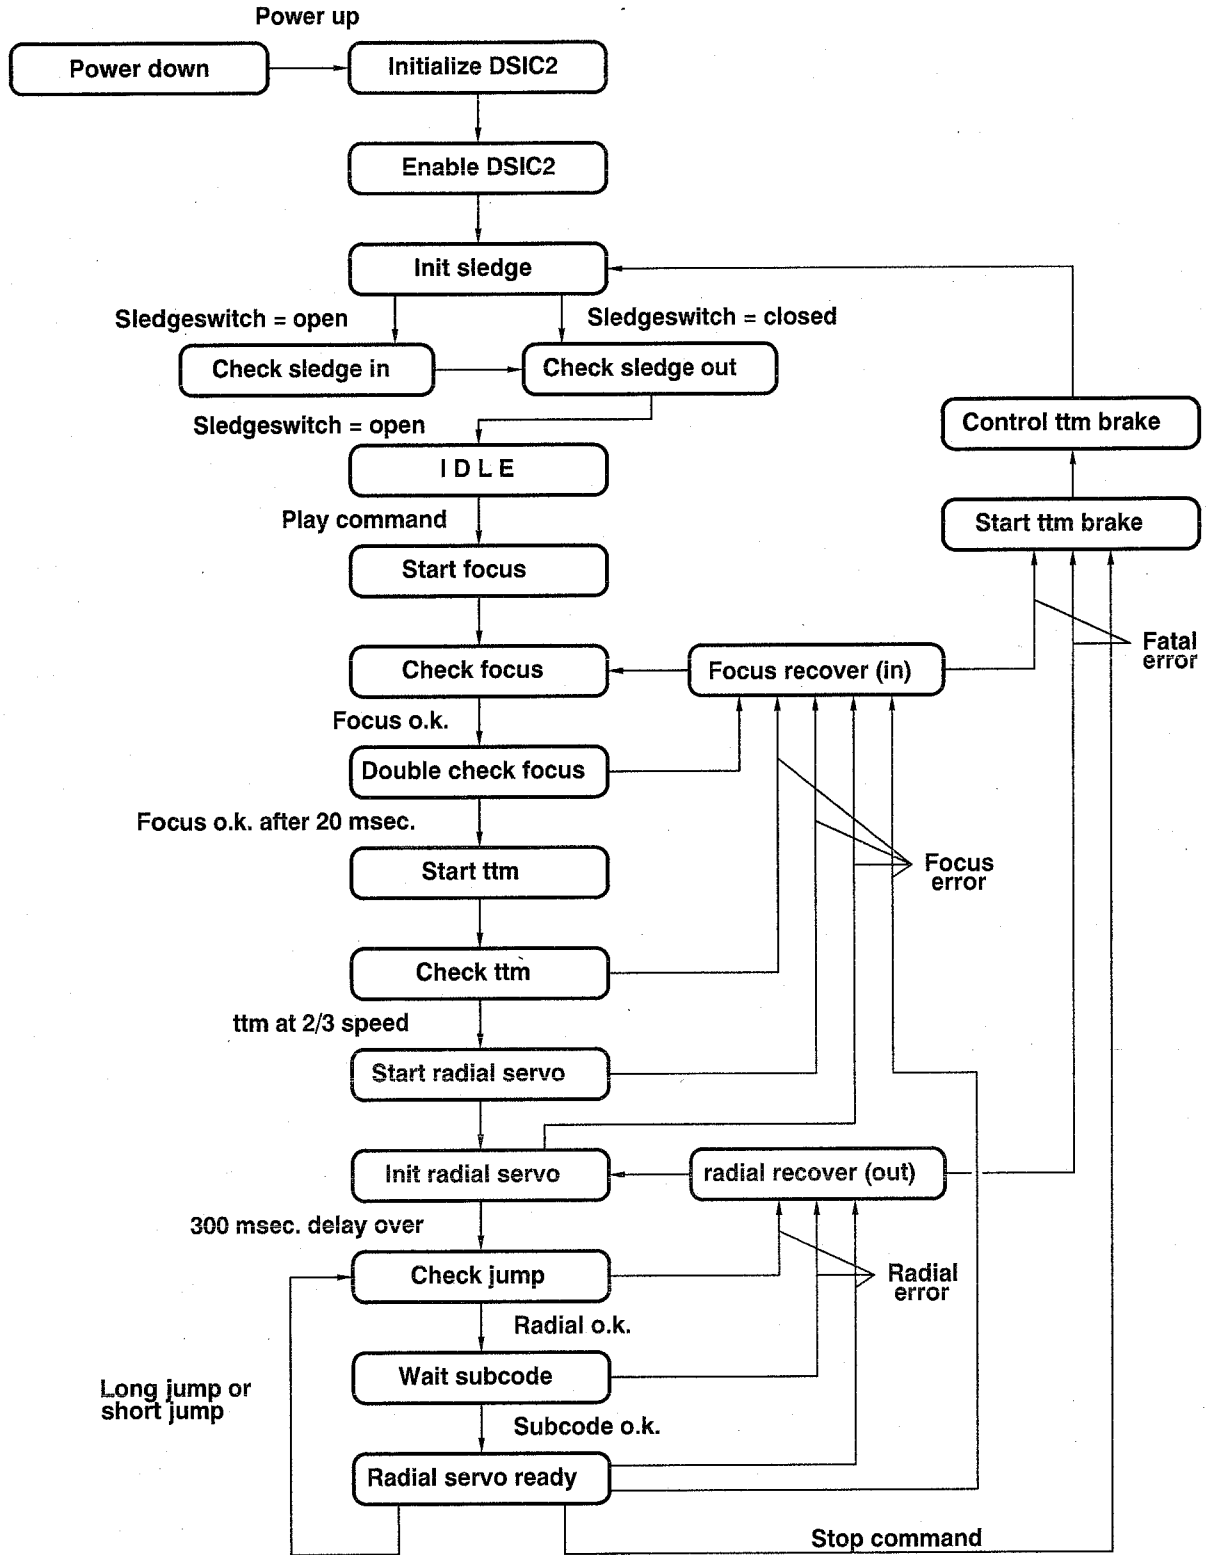 Power up
Power down
Initialize DSIC2
Enable DSIC2
Init sledge
Sledgeswitch = open
Sledgeswitch = closed
Check sledge in
Check sledge out
Sledgeswitch = open
Control ttm brake
I D L E
Play command
Start ttm brake
Start focus
Check focus
Focus recover (in)
Fatal
error
Focus o.k.
Double check focus
Focus o.k. after 20 msec.
Start ttm
Focus
error
Check ttm
ttm at 2/3 speed
Start radial servo
Init radial servo
radial recover (out)
300 msec. delay over
Check jump
Radial
error
Radial o.k.
Wait subcode
Long jump or
short jump
Subcode o.k.
Radial servo ready
Stop command